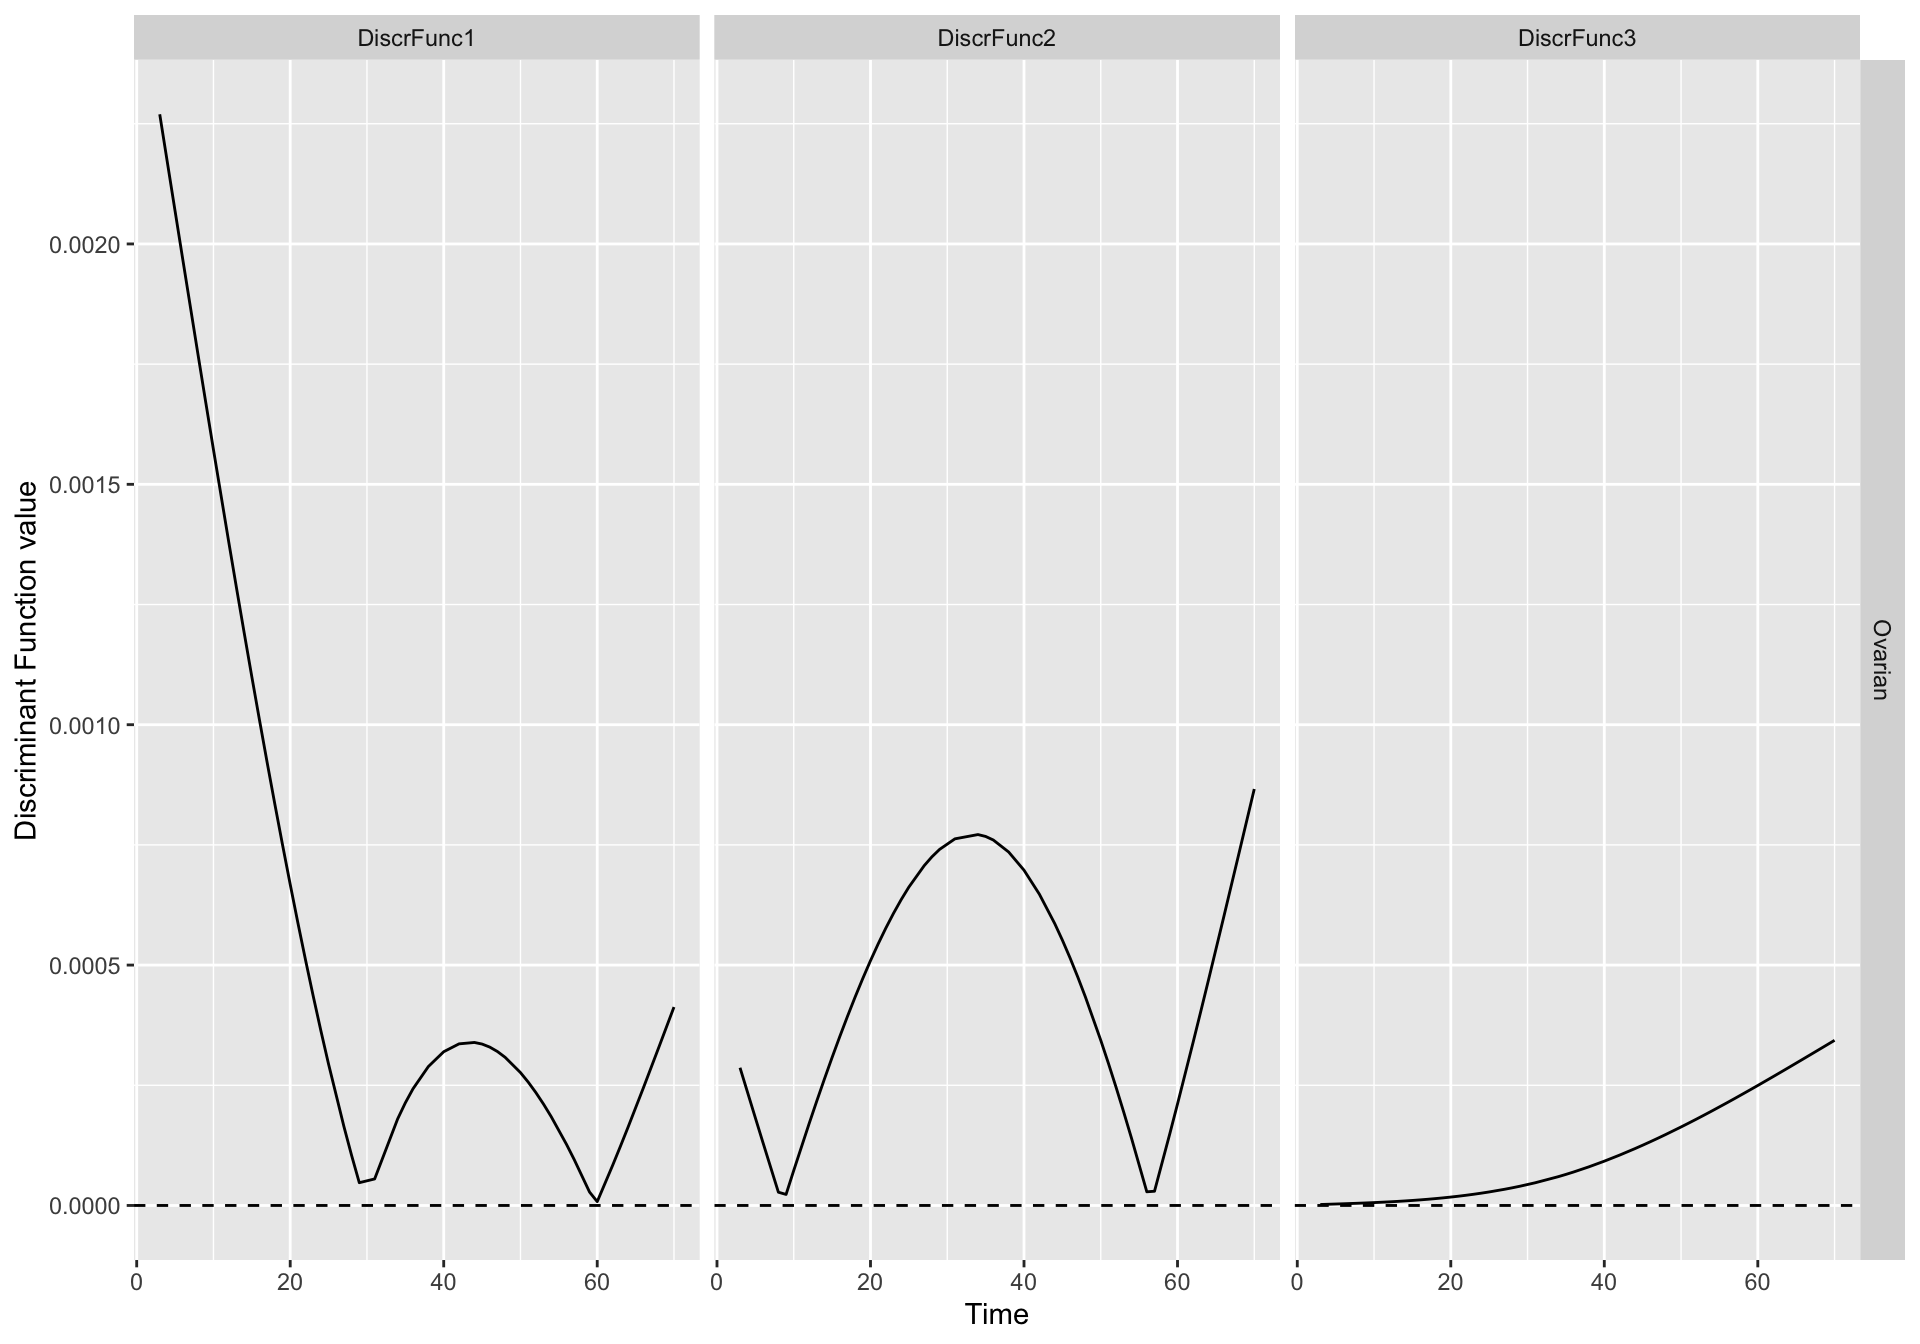 DiscrFunc1
DiscrFunc2
DiscrFunc3
Ovarian
Discriminant Function value
0.0020
0.0015
0.0010
0.0005
0.0000
0 20 40 60
0 20 40 60
0 20 40 60
Time